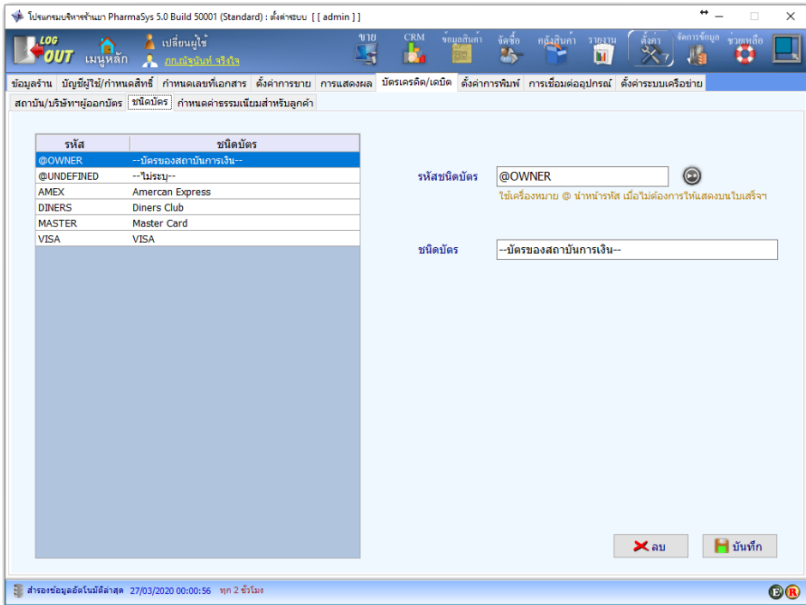 โปรแกรมบริหารร้านยา PharmaSys 5.0 Build 50001 (Standard) : ตั้งค่าระบบ [ [ admin ] ]
LOG OUT
เมนูหลัก
เปลี่ยนผู้ใช้
ขาย CRM ข้อมูลสินค้า จัดซื้อ คลังสินค้า รายงาน ตั้งค่า จัดการข้อมูล ช่วยเหลือ
ข้อมูลร้าน บัญชีผู้ใช้/กำหนดสิทธิ์ กำหนดเลขที่เอกสาร ตั้งค่าการขาย การแสดงผล บัตรเครดิต/เดบิต ตั้งค่าการพิมพ์ การเชื่อมต่ออุปกรณ์ ตั้งค่าระบบเครือข่าย
สถาบัน/บริษัทฯผู้ออกบัตร ชนิดบัตร กำหนดค่าธรรมเนียมสำหรับลูกค้า
รหัส ชนิดบัตร
@OWNER --บัตรของสถาบันการเงิน--
@UNDEFINED --ไม่ระบุ--
AMEX Amercan Express
DINERS Diners Club
MASTER Master Card
VISA VISA
รหัสชนิดบัตร @OWNER
ใช้เครื่องหมาย @ นำหน้ารหัส เมื่อไม่ต้องการให้แสดงบนใบเสร็จฯ
ชนิดบัตร --บัตรของสถาบันการเงิน--
ลบ บันทึก
สำรองข้อมูลอัตโนมัติล่าสุด 27/03/2020 00:00:56 ทุก 2 ชั่วโมง
E R